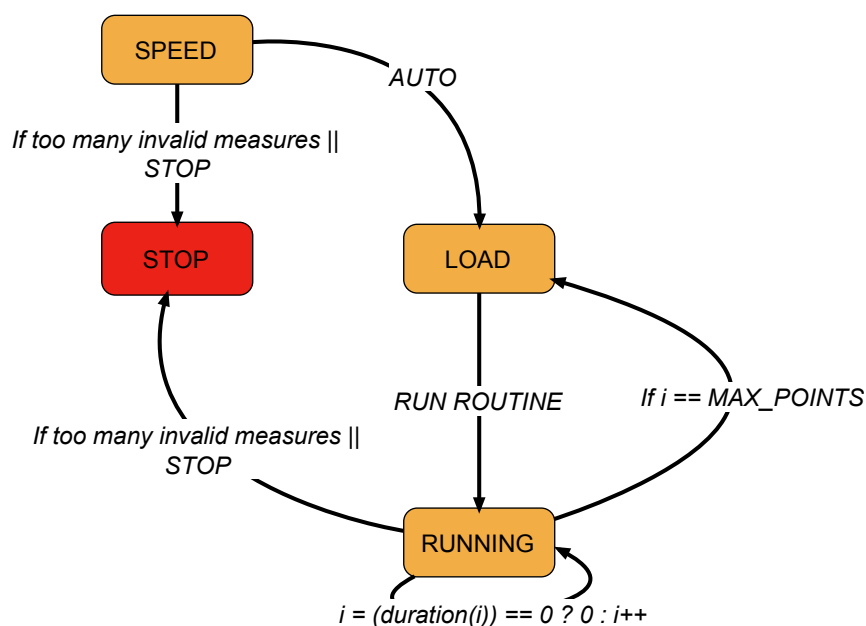 SPEED
AUTO
If too many invalid measures ||
STOP
STOP
LOAD
RUN ROUTINE
If i == MAX_POINTS
If too many invalid measures ||
STOP
RUNNING
i = (duration(i)) == 0 ? 0 : i++